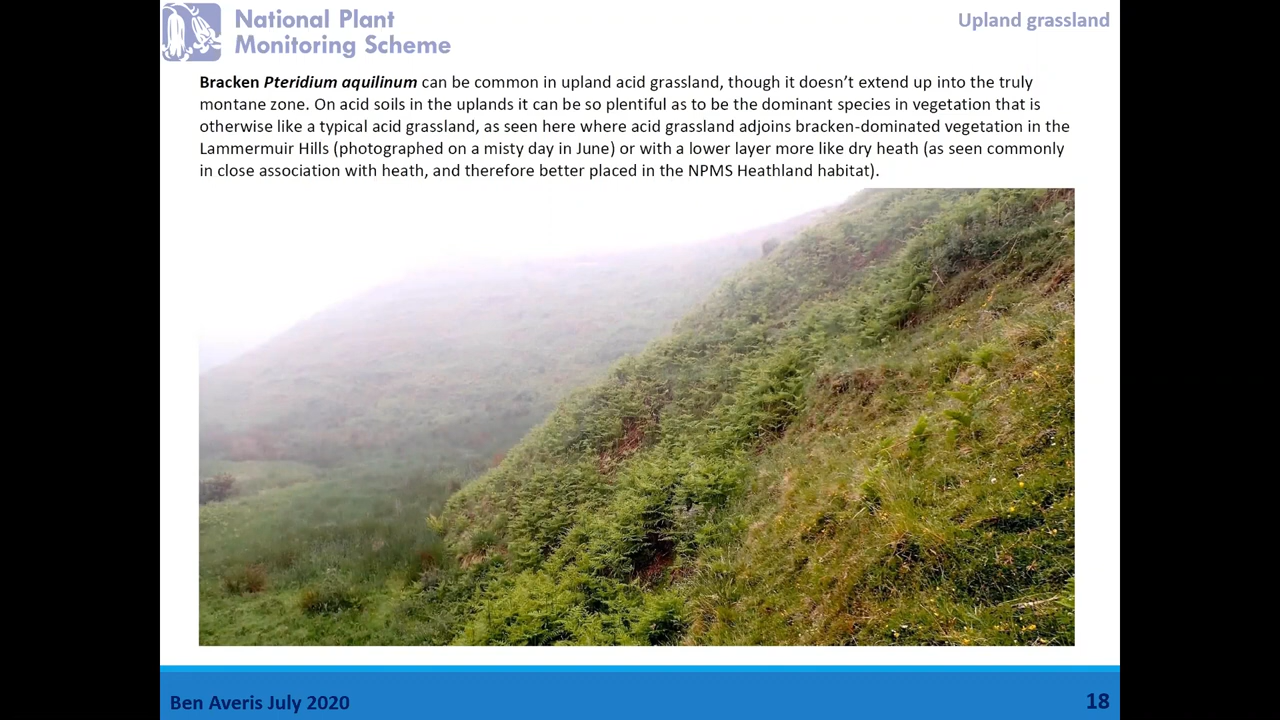 National Plant
Monitoring Scheme
Upland grassland
Bracken Pteridium aquilinum can be common in upland acid grassland, though it doesn’t extend up into the truly
montane zone. On acid soils in the uplands it can be so plentiful as to be the dominant species in vegetation that is
otherwise like a typical acid grassland, as seen here where acid grassland adjoins bracken-dominated vegetation in the
Lammermuir Hills (photographed on a misty day in June) or with a lower layer more like dry heath (as seen commonly
in close association with heath, and therefore better placed in the NPMS Heathland habitat).
Ben Averis July 2020
18